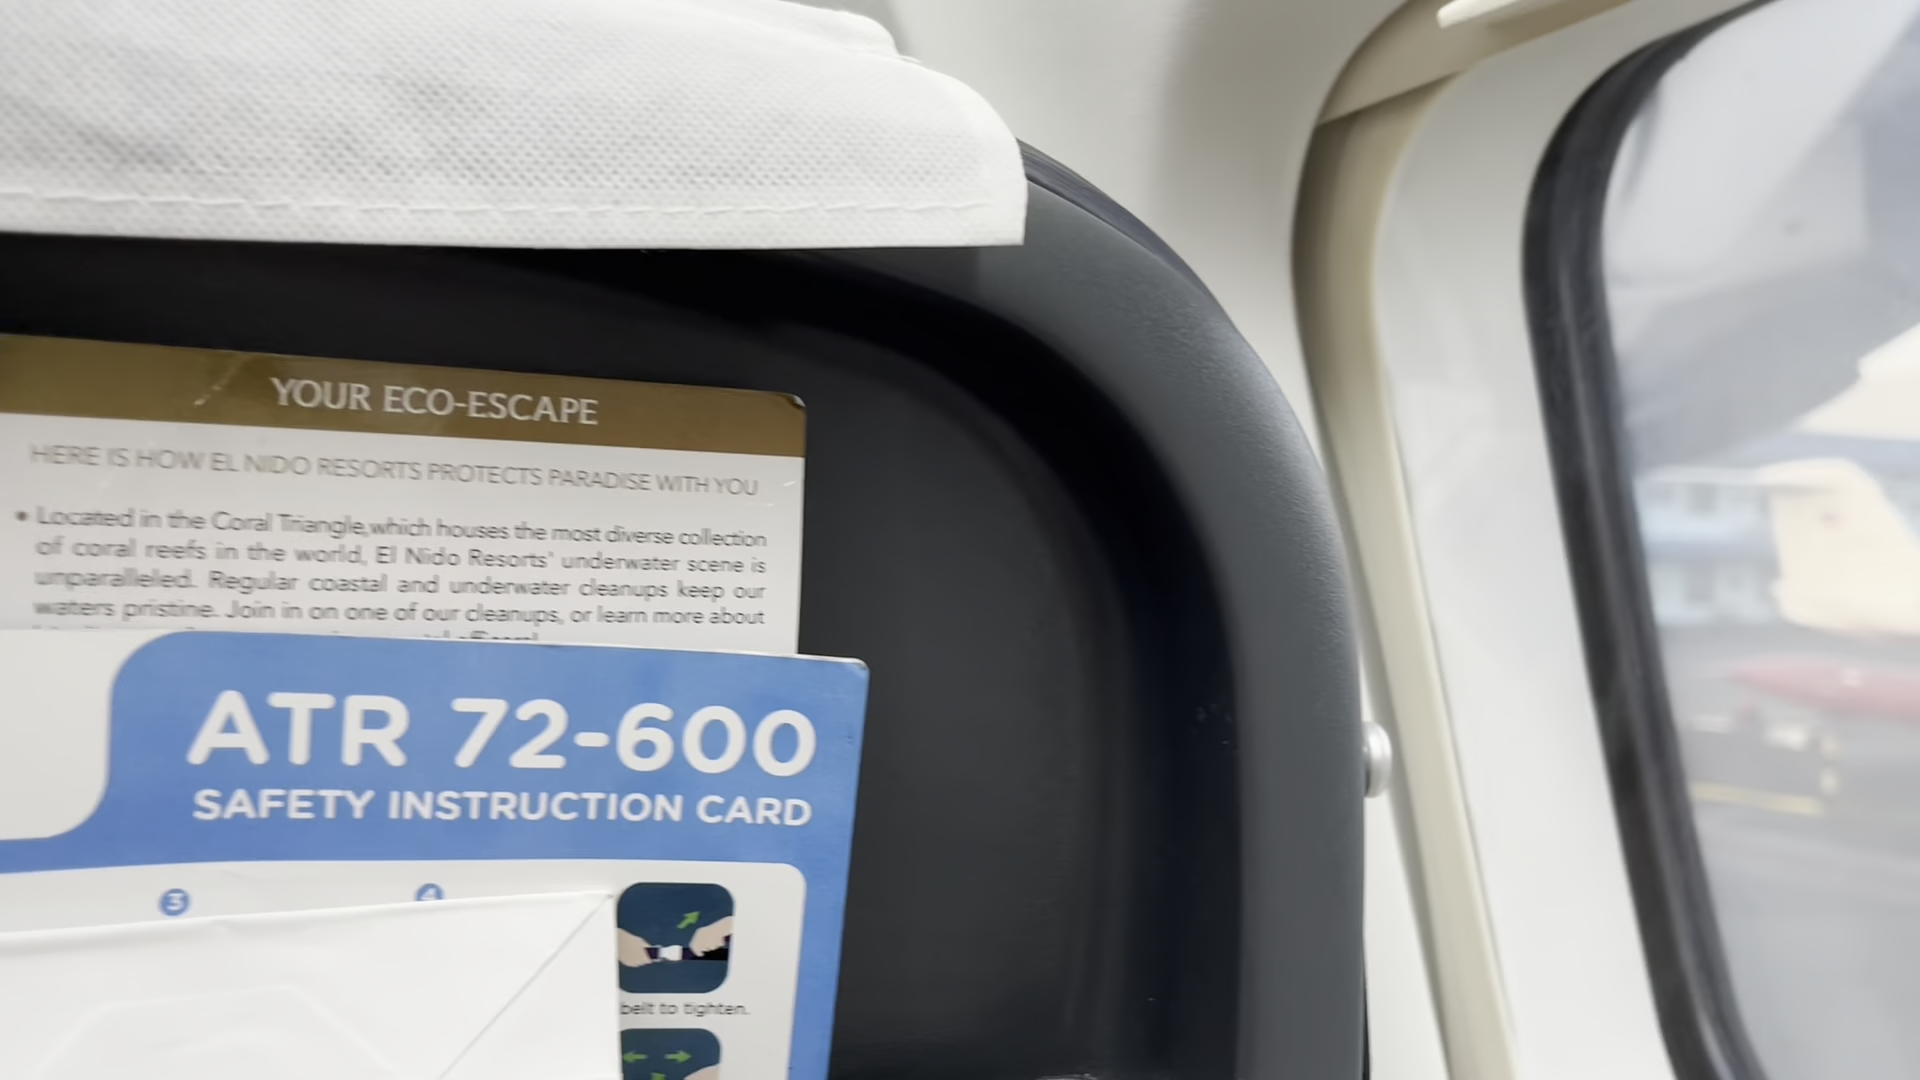 YOUR ECO-ESCAPE
HERE IS HOW EL NIDO RESORTS PROTECTS PARADISE WITH YOU
• Located in the Coral Triangle, which houses the most diverse collection
of coral reefs in the world, El Nido Resorts' underwater scene is
unparalleled. Regular coastal and underwater cleanups keep our
waters pristine. Join in on one of our cleanups, or learn more about
ATR 72-600
SAFETY INSTRUCTION CARD
3 4
belt to tighten.